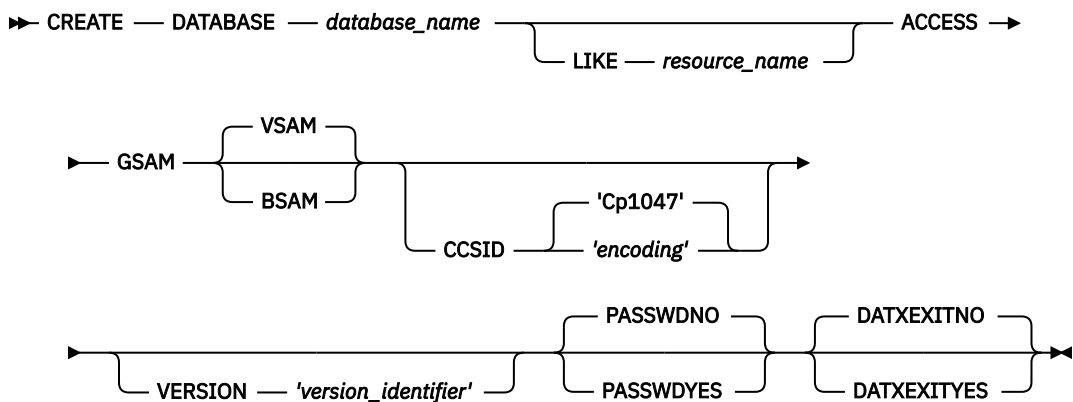 CREATE DATABASE database_name ACCESS
LIKE resource_name
VSAM
GSAM
BSAM
'Cp1047'
CCSID 'encoding'
PASSWDNO DATXEXITNO
VERSION 'version_identifier' PASSWDYES DATXEXITYES